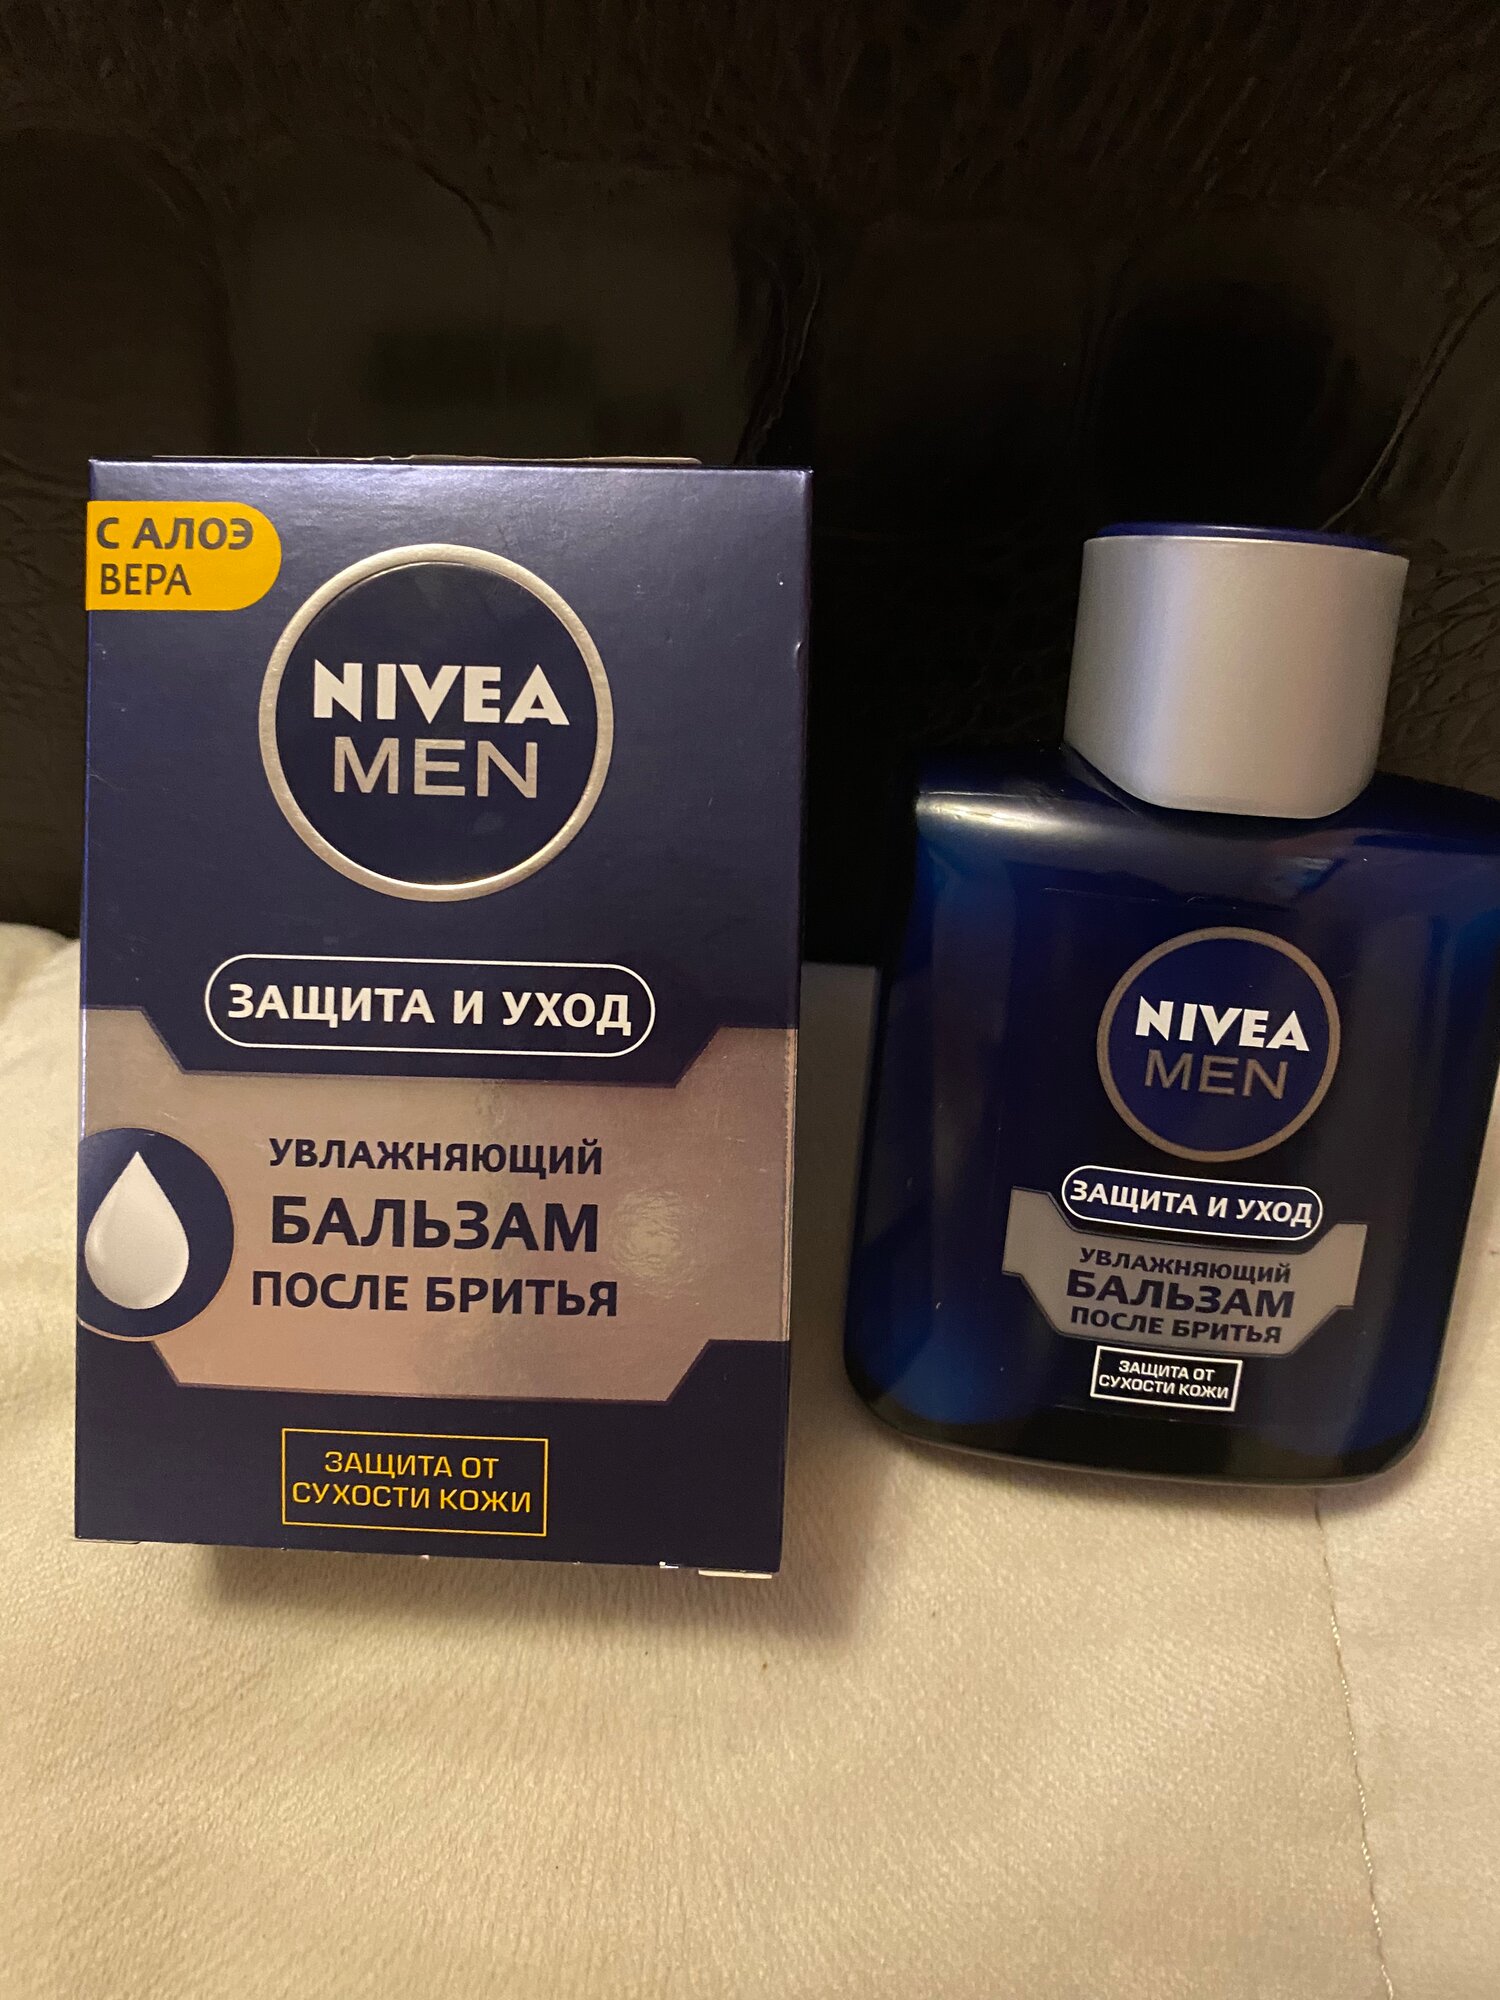 С АЛОЭ
ВЕРА
NIVEA
MEN
ЗАЩИТА И УХОД
УВЛАЖНЯЮЩИЙ
БАЛЬЗАМ
ПОСЛЕ БРИТЬЯ
ЗАЩИТА ОТ
СУХОСТИ КОЖИ
NIVEA
MEN
ЗАЩИТА И УХОД
УВЛАЖНЯЮЩИЙ
БАЛЬЗАМ
ПОСЛЕ БРИТЬЯ
ЗАЩИТА ОТ
СУХОСТИ КОЖИ